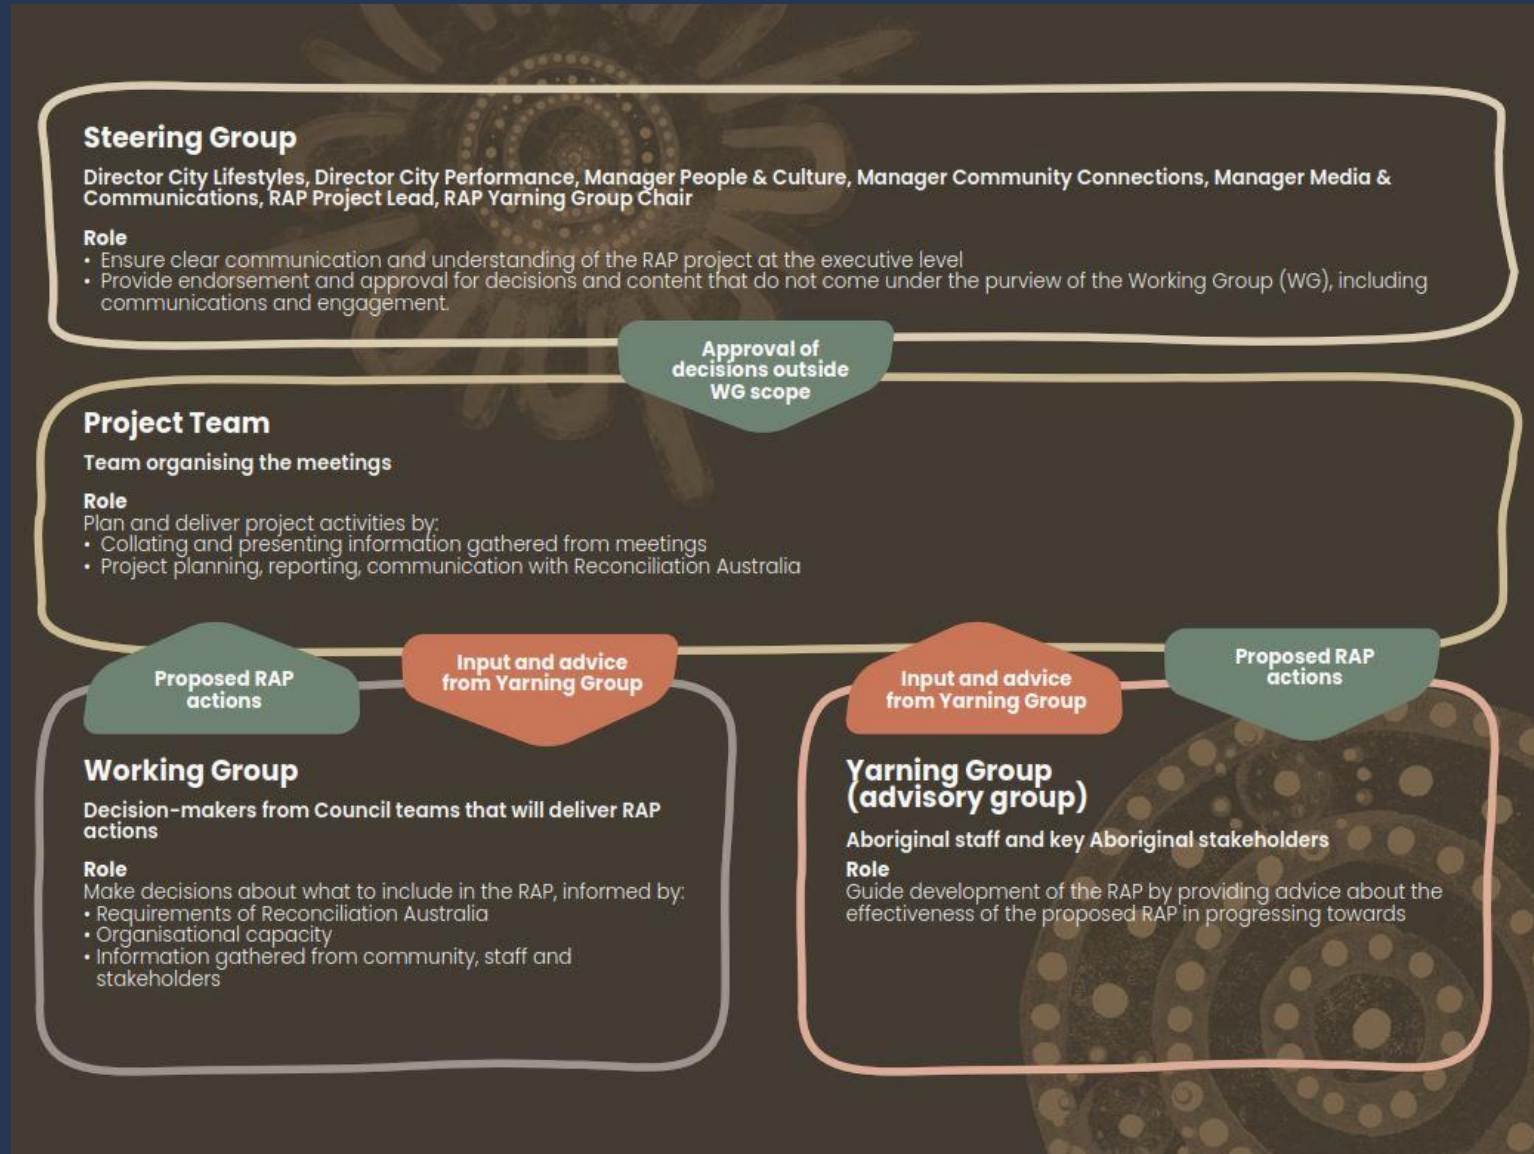 Steering Group
Director City Lifestyles, Director City Performance, Manager People & Culture, Manager Community Connections, Manager Media &
Communications, RAP Project Lead, RAP Yarning Group Chair
Role
• Ensure clear communication and understanding of the RAP project at the executive level
• Provide endorsement and approval for decisions and content that do not come under the purview of the Working Group (WG), including
communications and engagement.
Approval of
decisions outside
WG scope
Project Team
Team organising the meetings
Role
Plan and deliver project activities by:
• Collating and presenting information gathered from meetings
• Project planning, reporting, communication with Reconciliation Australia
Proposed RAP
actions
Input and advice
from Yarning Group
Working Group
Decision-makers from Council teams that will deliver RAP
actions
Role
Make decisions about what to include in the RAP, informed by:
• Requirements of Reconciliation Australia
• Organisational capacity
• Information gathered from community, staff and
stakeholders
Input and advice
from Yarning Group
Proposed RAP
actions
Yarning Group
(advisory group)
Aboriginal staff and key Aboriginal stakeholders
Role
Guide development of the RAP by providing advice about the
effectiveness of the proposed RAP in progressing towards